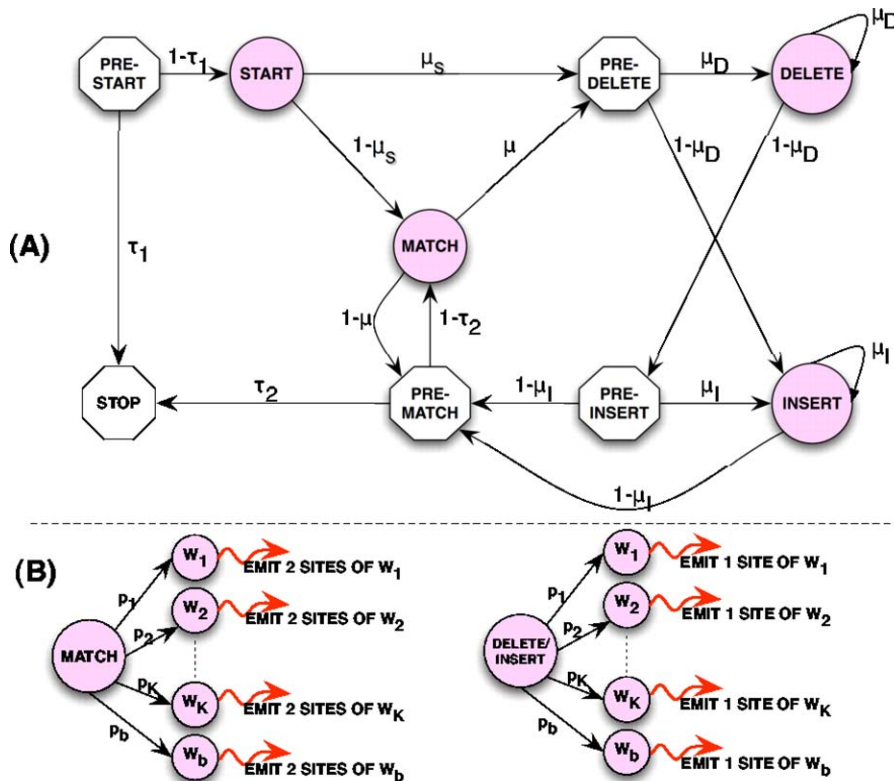 (A)
PRE-
START
1-τ1
START
μs
PRE-
DELETE
μD
DELETE
μD
1-μs
μ
1-μD
1-μD
τ1
MATCH
1-μ
1-τ2
μI
STOP
τ2
PRE-
MATCH
1-μI
PRE-
INSERT
μI
INSERT
1-μI
(B)
MATCH
p1
W1
EMIT 2 SITES OF W1
p2
W2
EMIT 2 SITES OF W2
pK
WK
EMIT 2 SITES OF WK
pb
Wb
EMIT 2 SITES OF Wb
DELETE/
INSERT
p1
W1
EMIT 1 SITE OF W1
p2
W2
EMIT 1 SITE OF W2
pK
WK
EMIT 1 SITE OF WK
pb
Wb
EMIT 1 SITE OF Wb